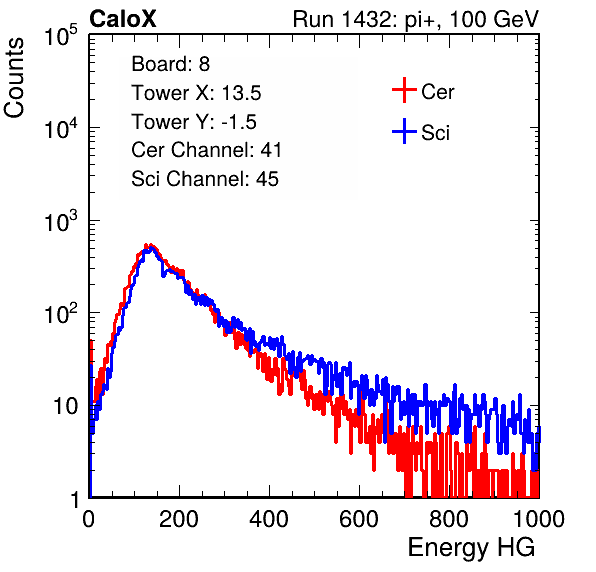 CaloX Run 1432: pi+, 100 GeV
Board: 8
Tower X: 13.5
Tower Y: -1.5
Cer Channel: 41
Sci Channel: 45
Cer
Sci
Counts
10^5
10^4
10^3
10^2
10
1
0 200 400 600 800 1000
Energy HG